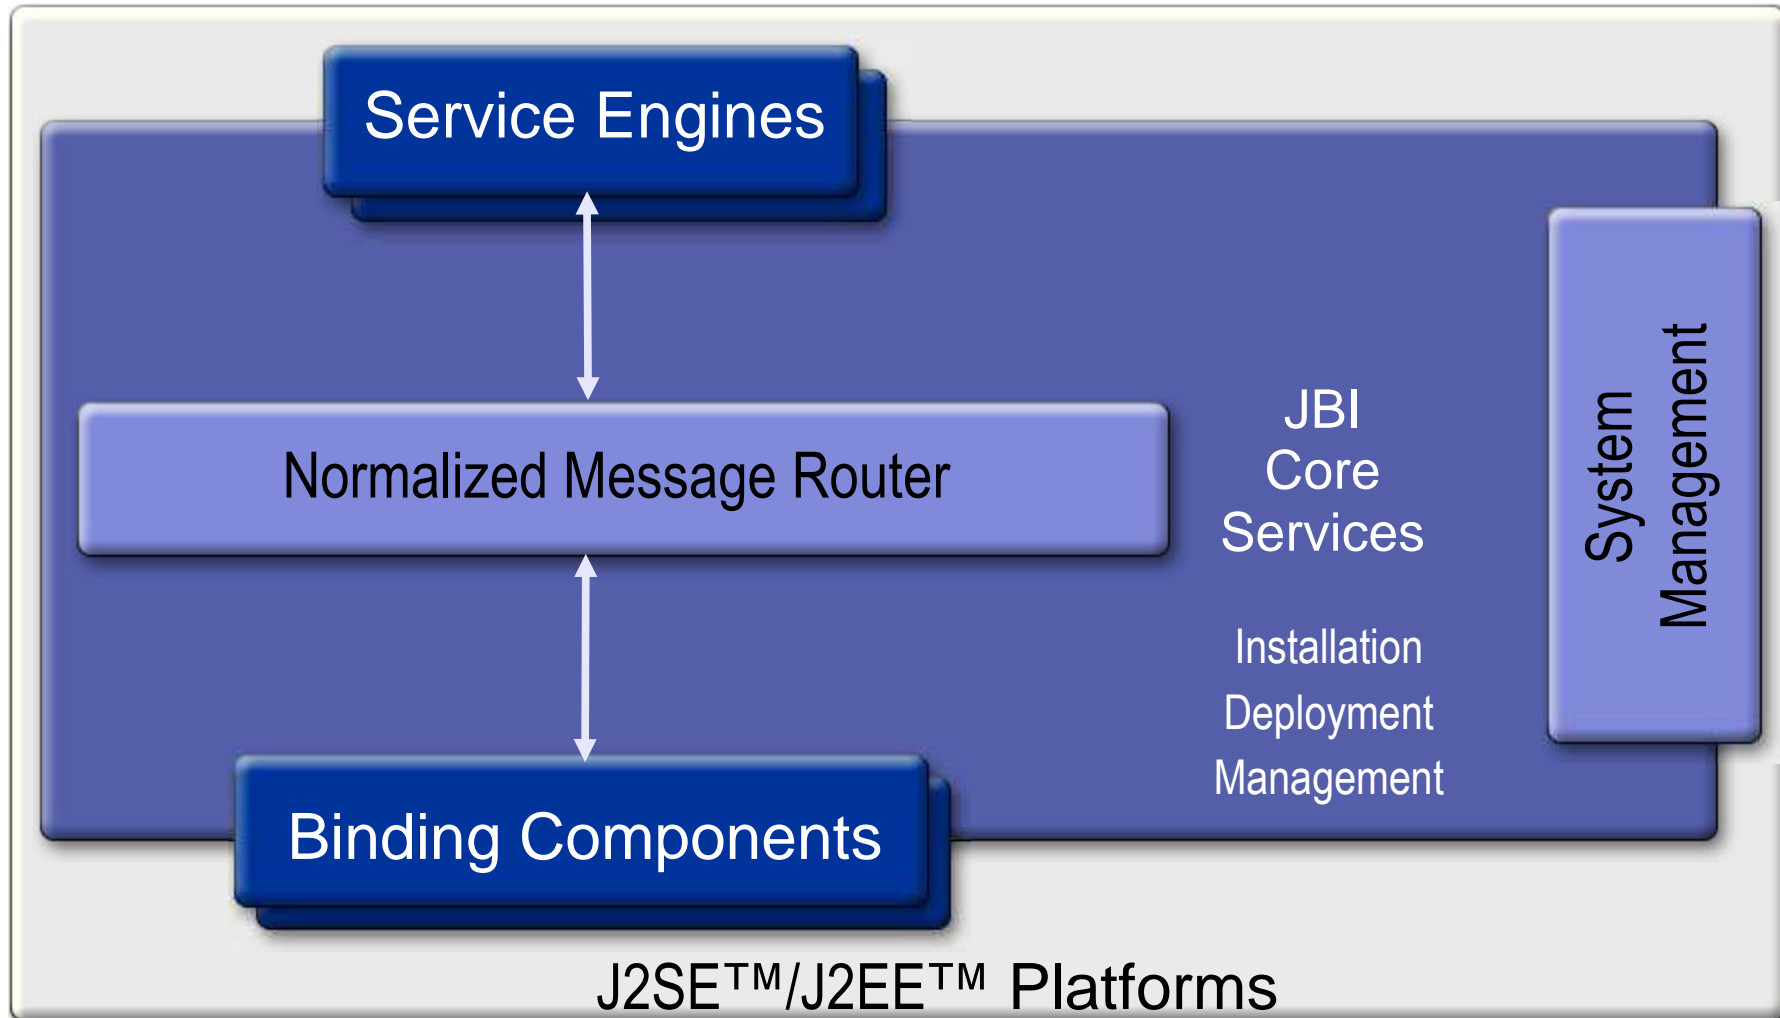 Service Engines
Normalized Message Router
JBI
Core
Services
Installation
Deployment
Management
System
Management
Binding Components
J2SE™/J2EE™ Platforms